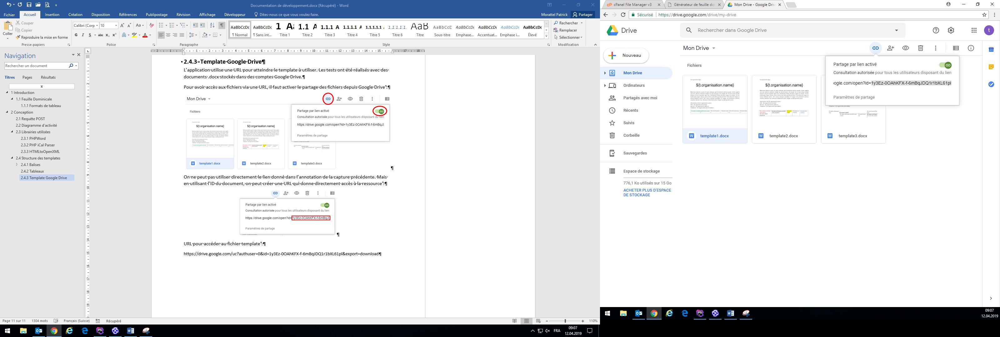 Documentation de développement.docx (Récupéré) - Word
Fichier Accueil Insertion Création Disposition Références Publipostage Révision Affichage Développeur Dites-nous ce que vous voulez faire. Morattel Patrick Partager
Coller
Couper
Copier
Reproduire la mise en forme
Presse-papiers
Calibri (Corp 10
G I S abc x₂ x²
Police
Paragraphe
AaBbCcDc AaBbCcDc 1 Aa 1.1 A 1.1.1 A 1.1.1.1 A 1.1.1.1.1 1.1.1.1.1. AaB AaBbCcD AaBbCcDc AaBbCcDc AaBbCcDc AaBbCcDc
¶ Normal ¶ Sans int... Titre 1 Titre 2 Titre 3 Titre 4 Titre 5 Titre 6 Titre Sous-titre Emphase... Accentuat... Emphase i... Élevé
Style
Rechercher
Remplacer
Sélectionner
Modification
Navigation
Rechercher un document
Titres Pages Résultats
1 Introduction
1.1 Feuille Dominicale
1.1.1 Formats de tableau
2 Conception
2.1 Requête POST
2.2 Diagramme d'activité
2.3 Librairies utilisées
2.3.1 PHPWord
2.3.2 PHP iCal Parser
2.3.3 HTMLtoOpenXML
2.4 Structure des templates
2.4.1 Balises
2.4.2 Tableaux
2.4.3 Template Google Drive
2.4.3→Template·Google·Drive¶
L'application·utilise·une·URL·pour·atteindre·le·template·à·utiliser.·Les·tests·ont·été·réalisés·avec·des·
documents·.docx·stockés·dans·des·comptes·Google·Drive.¶
Pour·avoir·accès·aux·fichiers·via·une·URL,·il·faut·activer·le·partage·des·fichiers·depuis·Google·Drive°:¶
Mon Drive
Fichiers
Partage par lien activé
Consultation autorisée pour tous les utilisateurs disposant du lien
https://drive.google.com/open?id=1y3Ez-0OAhKFX-f-6mBqJD
Paramètres de partage
${t.organisation.name} ${t.organisation.name}
template1.docx template2.docx template3.docx
¶
On·ne·peut·pas·utiliser·directement·le·lien·donné·dans·l'annotation·de·la·capture·précédente.·Mais·
en·utilisant·l'ID·du·document,·on·peut·créer·une·URL·qui·donne·directement·accès·à·la·ressource°:¶
Partage par lien activé
Consultation autorisée pour tous les utilisateurs disposant du lien
https://drive.google.com/open?id=1y3Ez-0OAhKFX-f-6mBqJD
Paramètres de partage
¶
URL·pour·accéder·au·fichier·template°:¶
https://drive.google.com/uc?authuser=0&id=1y3Ez-0OAhKFX-f-6mBqJDQ1r1bXL61pl&export=download¶
Page 11 sur 11 1304 mots Français (Suisse) Récupéré 110%
FRA 09:07
12.04.2019
cPanel File Manager v3 Générateur de feuille do Mon Drive - Google Driv
Sécurisé https://drive.google.com/drive/my-drive
Drive
Rechercher dans Google Drive
t
Nouveau
Mon Drive
Ordinateurs
Partagés avec moi
Récents
Suivis
Corbeille
Sauvegardes
Espace de stockage
776,1 Ko utilisés sur 15 Go
ACHETER PLUS D'ESPACE
DE STOCKAGE
Mon Drive
Fichiers
Partage par lien activé
Consultation autorisée pour tous les utilisateurs disposant du lien
ogle.com/open?id=1y3Ez-0OAhKFX-f-6mBqJDQ1r1bXL61pl
Paramètres de partage
${t.organisation.name} ${t.organisation.name}
template1.docx template2.docx template3.docx
09:07
12.04.2019